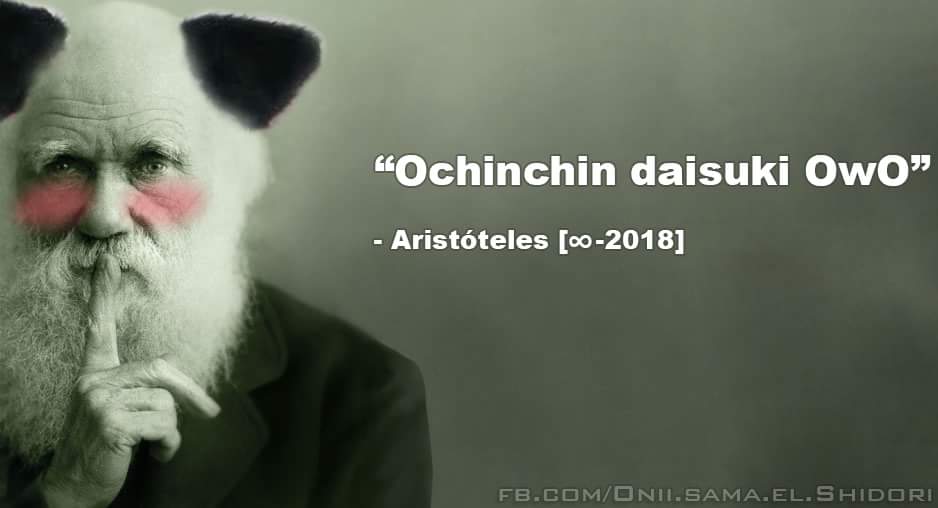 “Ochinchin daisuki OwO”
- Aristóteles [∞-2018]
fb.com/Onii.sama.el.Shidori